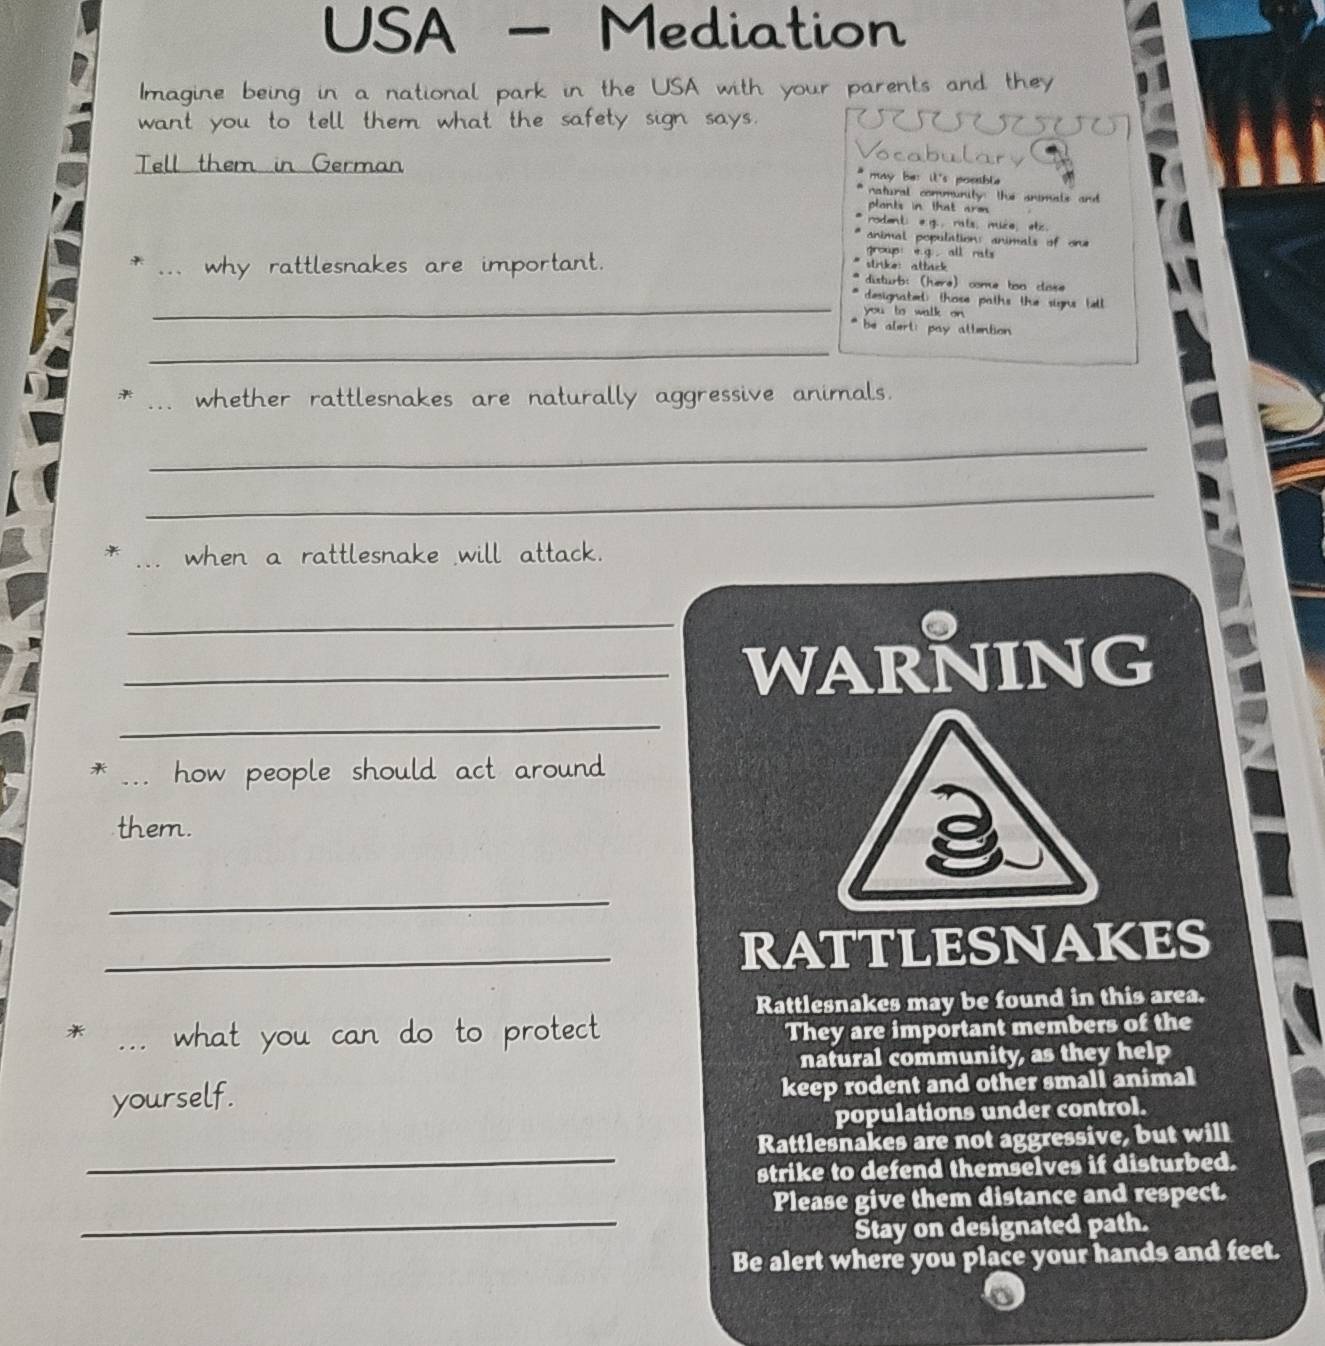 USA - Mediation
Imagine being in a national park in the USA with your parents and they
want you to tell them what the safety sign says.
Tell them in German
Vocabulary
* may be: it's possible
* natural community: the animals and
plants in that area
* rodent: e.g., rats, mice, etc.
* animal population: animals of one
group: e.g., all rats
* strike: attack
* disturb: (here) come too close
* designated: those paths the signs tell
you to walk on
* be alert: pay attention
* ... why rattlesnakes are important.
* ... whether rattlesnakes are naturally aggressive animals.
* ... when a rattlesnake will attack.
* ... how people should act around
them.
* ... what you can do to protect
yourself.
WARNING
RATTLESNAKES
Rattlesnakes may be found in this area.
They are important members of the
natural community, as they help
keep rodent and other small animal
populations under control.
Rattlesnakes are not aggressive, but will
strike to defend themselves if disturbed.
Please give them distance and respect.
Stay on designated path.
Be alert where you place your hands and feet.